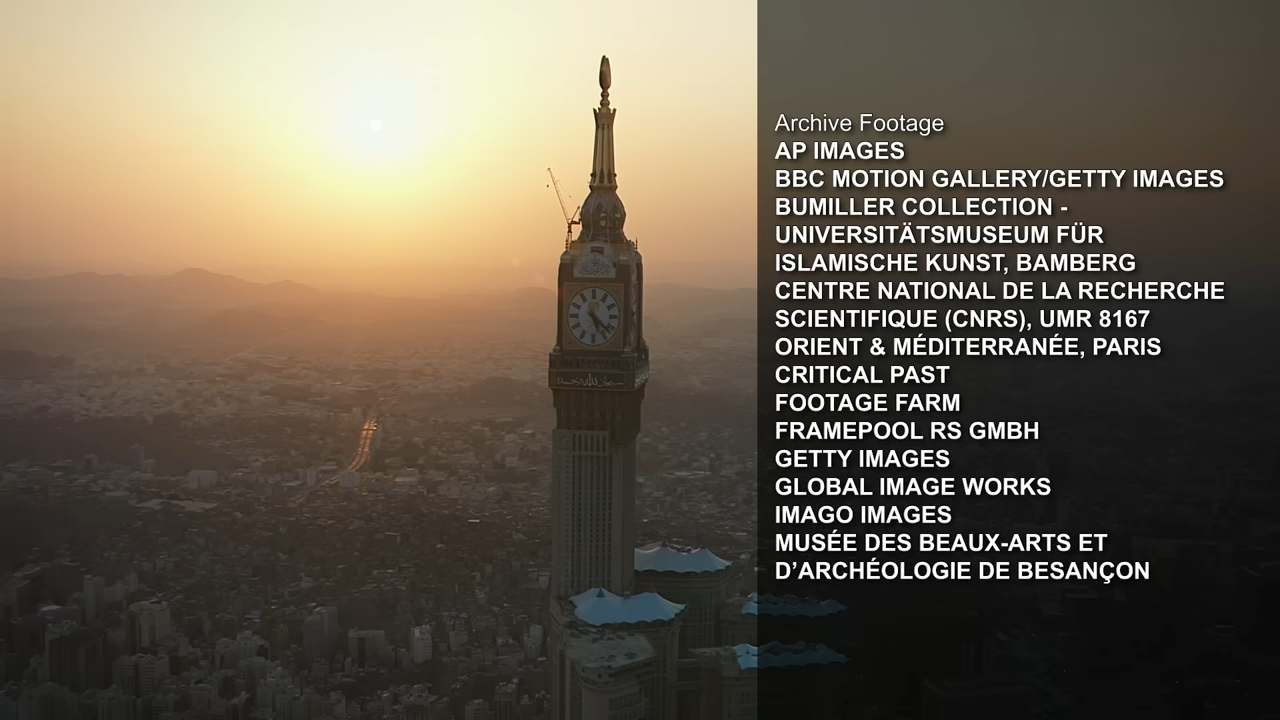 Archive Footage
AP IMAGES
BBC MOTION GALLERY/GETTY IMAGES
BUMILLER COLLECTION -
UNIVERSITÄTSMUSEUM FÜR
ISLAMISCHE KUNST, BAMBERG
CENTRE NATIONAL DE LA RECHERCHE
SCIENTIFIQUE (CNRS), UMR 8167
ORIENT & MÉDITERRANÉE, PARIS
CRITICAL PAST
FOOTAGE FARM
FRAMEPOOL RS GMBH
GETTY IMAGES
GLOBAL IMAGE WORKS
IMAGO IMAGES
MUSÉE DES BEAUX-ARTS ET
D’ARCHÉOLOGIE DE BESANÇON